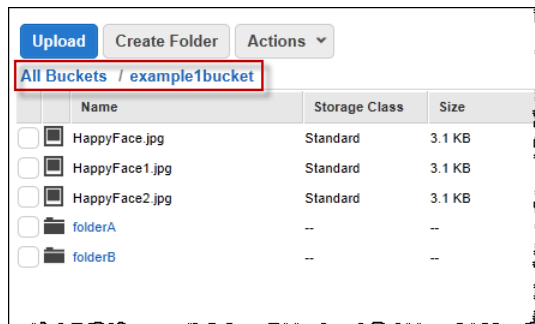 Upload Create Folder Actions
All Buckets / example1bucket
Name Storage Class Size
HappyFace.jpg Standard 3.1 KB
HappyFace1.jpg Standard 3.1 KB
HappyFace2.jpg Standard 3.1 KB
folderA -- --
folderB -- --